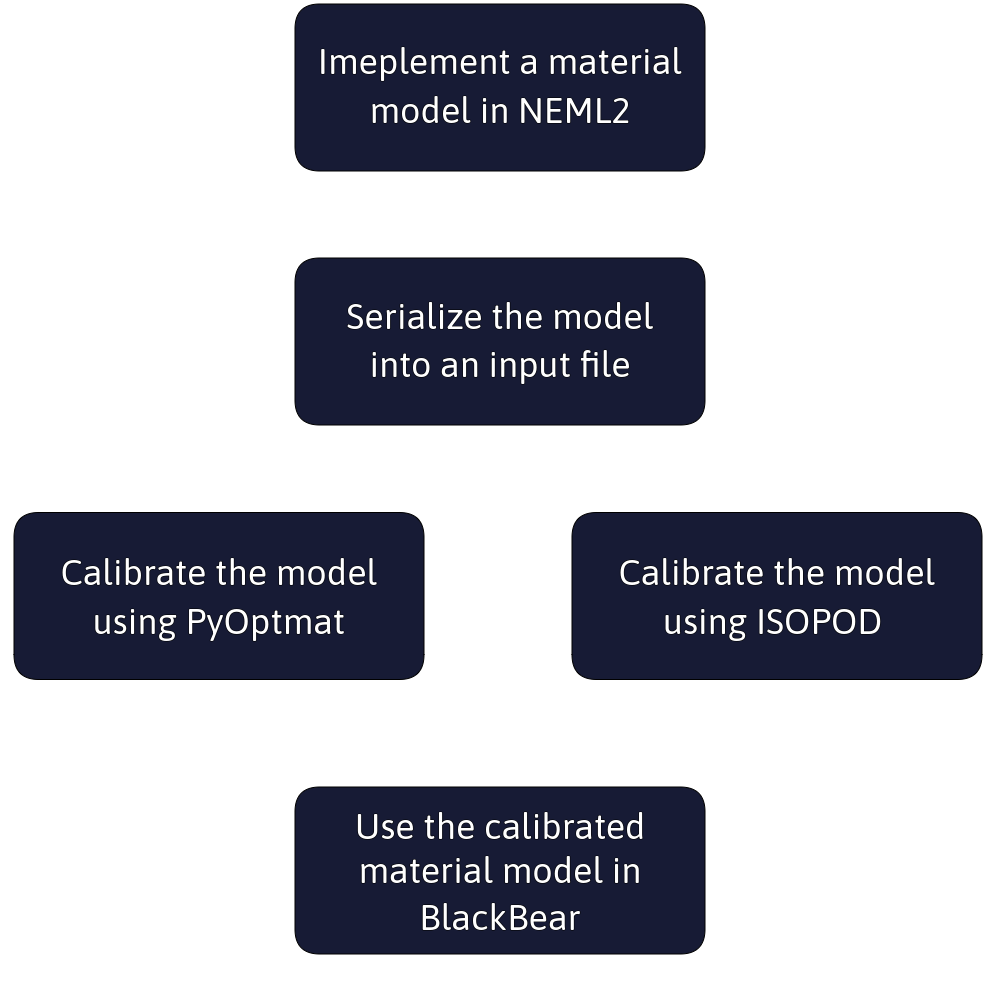 Imeplement a material
model in NEML2
Serialize the model
into an input file
Calibrate the model
using PyOptmat
Calibrate the model
using ISOPOD
Use the calibrated
material model in
BlackBear